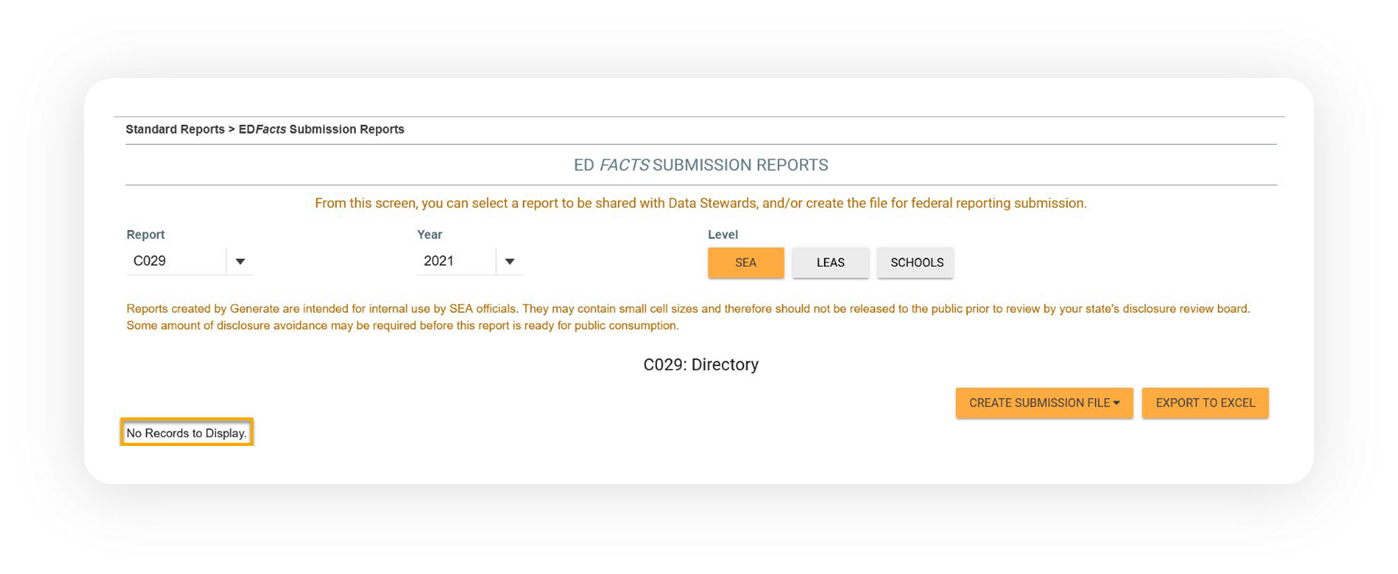 Standard Reports > EDFacts Submission Reports
ED FACTS SUBMISSION REPORTS
From this screen, you can select a report to be shared with Data Stewards, and/or create the file for federal reporting submission.
Report Year Level
C029 2021 SEA LEAS SCHOOLS
Reports created by Generate are intended for internal use by SEA officials. They may contain small cell sizes and therefore should not be released to the public prior to review by your state's disclosure review board.
Some amount of disclosure avoidance may be required before this report is ready for public consumption.
C029: Directory
CREATE SUBMISSION FILE EXPORT TO EXCEL
No Records to Display.